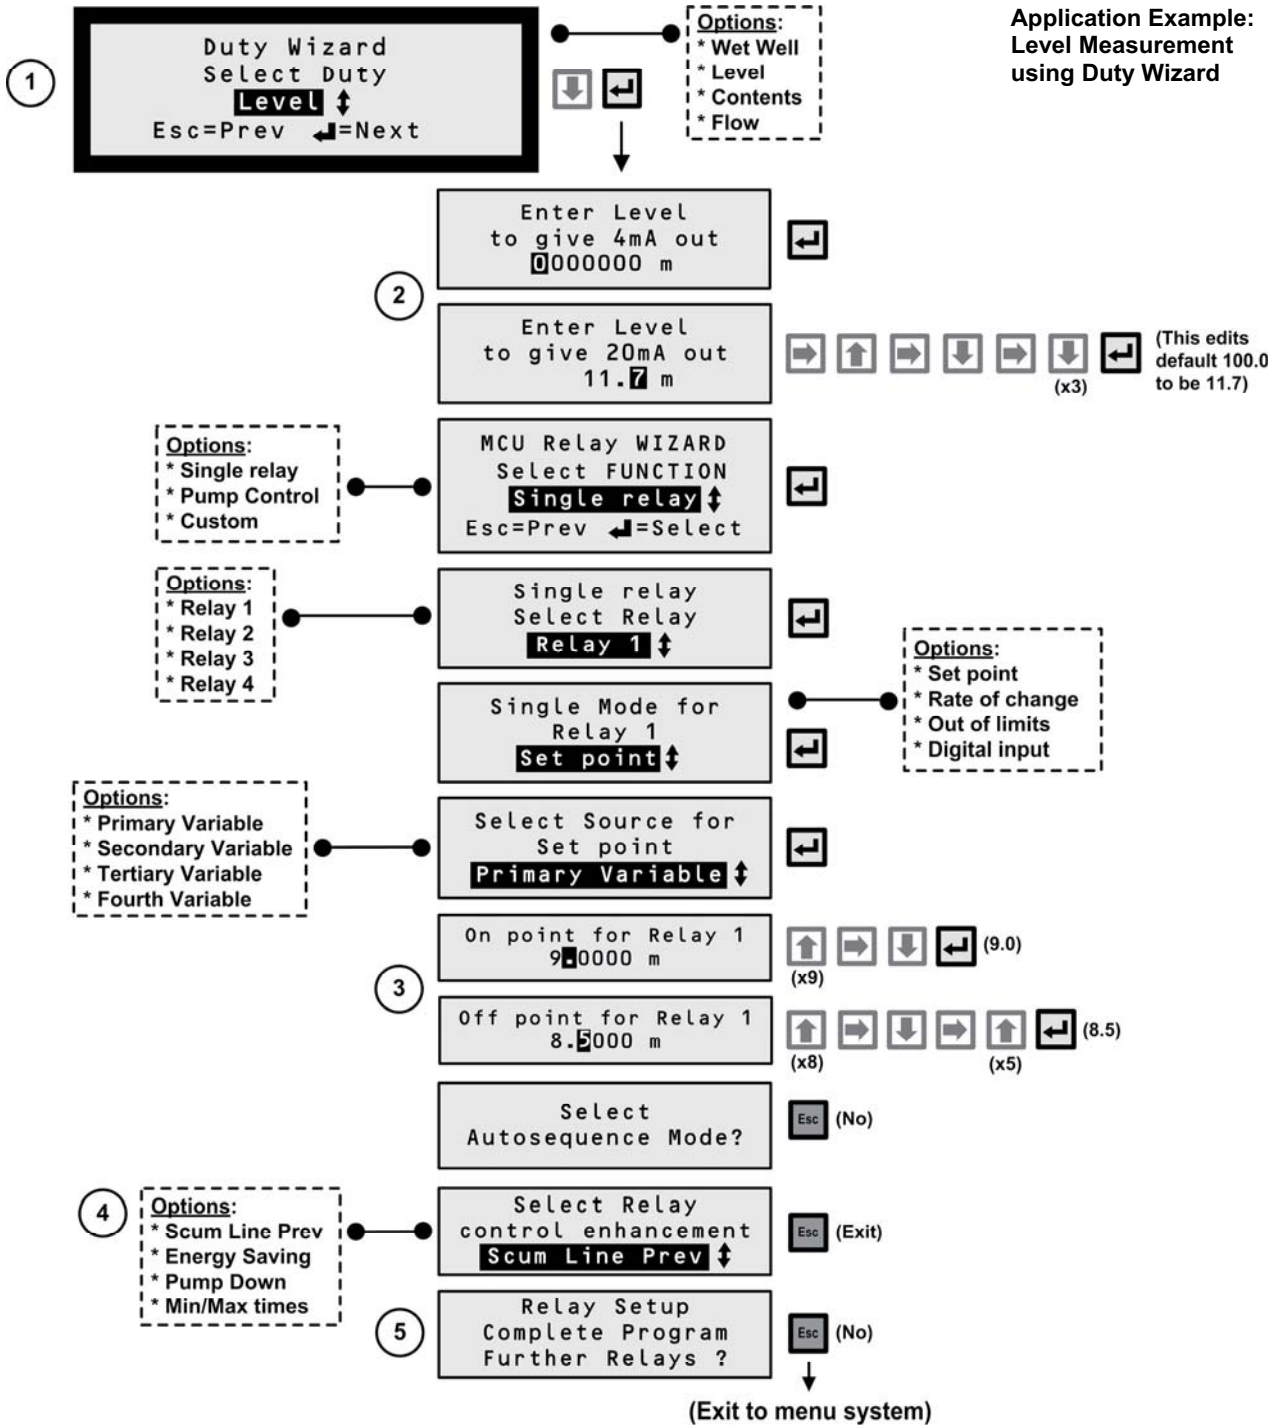 Application Example:
Level Measurement
using Duty Wizard
1
Duty Wizard
Select Duty
Level
Esc=Prev ↵=Next
Options:
* Wet Well
* Level
* Contents
* Flow
2
Enter Level
to give 4mA out
0000000 m
Enter Level
to give 20mA out
11.7 m
(x3)
(This edits
default 100.0
to be 11.7)
Options:
* Single relay
* Pump Control
* Custom
MCU Relay WIZARD
Select FUNCTION
Single relay
Esc=Prev ↵=Select
Options:
* Relay 1
* Relay 2
* Relay 3
* Relay 4
Single relay
Select Relay
Relay 1
Single Mode for
Relay 1
Set point
Options:
* Set point
* Rate of change
* Out of limits
* Digital input
Options:
* Primary Variable
* Secondary Variable
* Tertiary Variable
* Fourth Variable
Select Source for
Set point
Primary Variable
3
On point for Relay 1
9.0000 m
(x9)
(9.0)
Off point for Relay 1
8.5000 m
(x8)
(x5)
(8.5)
Select
Autosequence Mode?
Esc (No)
4
Options:
* Scum Line Prev
* Energy Saving
* Pump Down
* Min/Max times
Select Relay
control enhancement
Scum Line Prev
Esc (Exit)
5
Relay Setup
Complete Program
Further Relays ?
Esc (No)
(Exit to menu system)